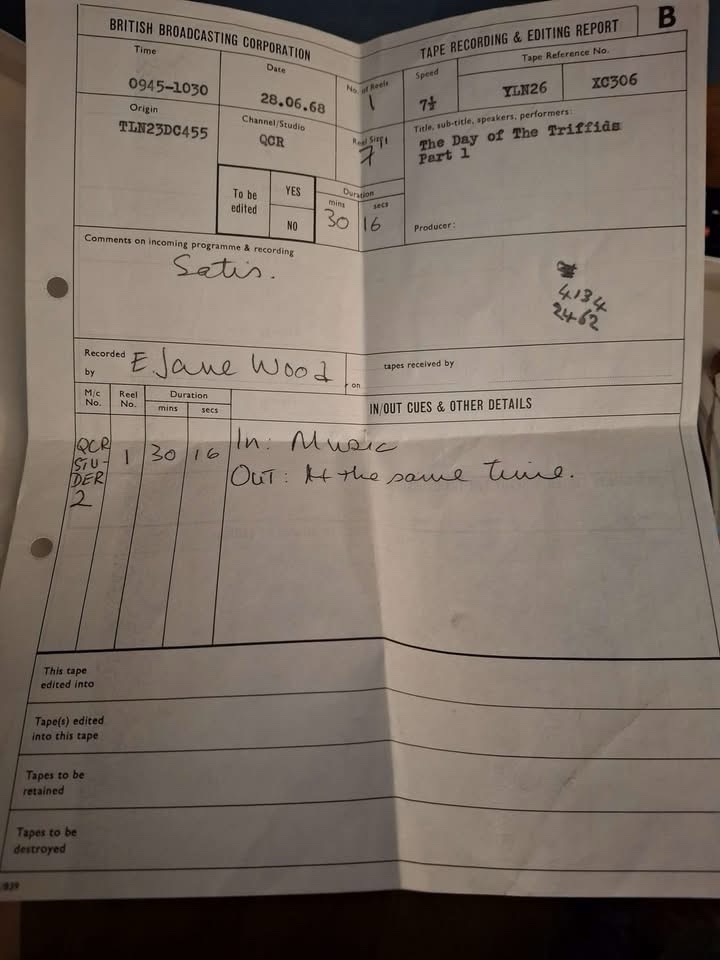 BRITISH BROADCASTING CORPORATION
TAPE RECORDING & EDITING REPORT
B
Time
0945-1030
Date
28.06.68
No. of Reels
1
Speed
7½
Tape Reference No.
YLN26
XC306
Origin
TLN23DC455
Channel/Studio
QCR
Reel Size
7"
Title, sub-title, speakers, performers:
The Day of The Triffids
Part 1
To be
edited
YES
NO
Duration
mins
secs
30
16
Producer:
Comments on incoming programme & recording
Satis.
4134
2462
Recorded
by
E Jane Wood
on
tapes received by
M/c
No.
Reel
No.
Duration
mins
secs
IN/OUT CUES & OTHER DETAILS
QCR
STU-
DER
2
1
30
16
In: Music
OUT: At the same time.
This tape
edited into
Tape(s) edited
into this tape
Tapes to be
retained
Tapes to be
destroyed
/839